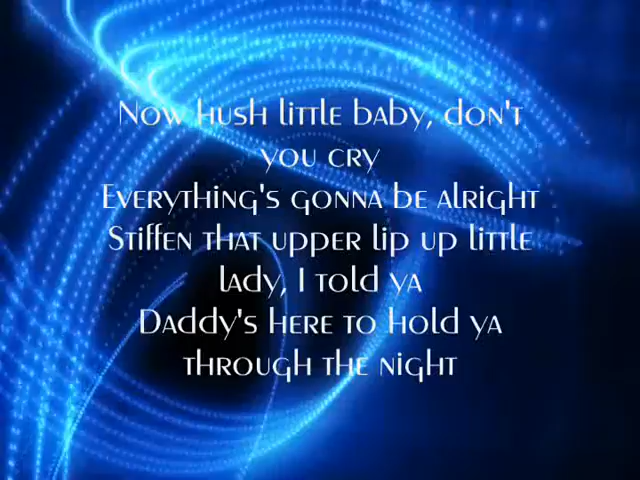 Now hush little baby, don't
you cry
Everything's gonna be alright
Stiffen that upper lip up little
lady, I told ya
Daddy's here to hold ya
through the night